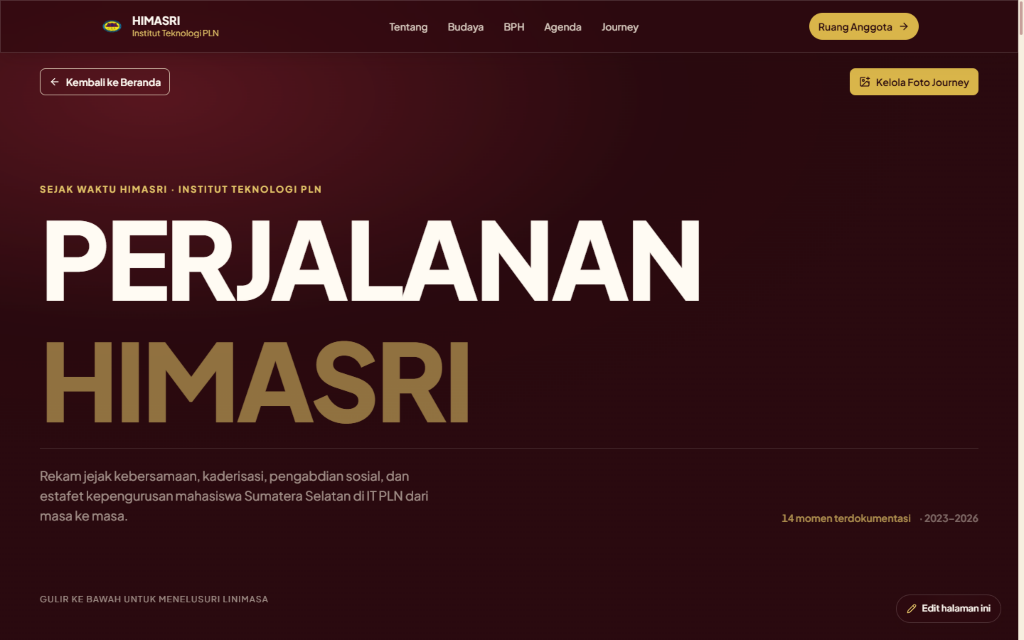 HIMASRI
Institut Teknologi PLN
Tentang
Budaya
BPH
Agenda
Journey
Ruang Anggota
Kembali ke Beranda
Kelola Foto Journey
SEJAK WAKTU HIMASRI · INSTITUT TEKNOLOGI PLN
PERJALANAN
HIMASRI
Rekam jejak kebersamaan, kaderisasi, pengabdian sosial, dan
estafet kepengurusan mahasiswa Sumatera Selatan di IT PLN dari
masa ke masa.
14 momen terdokumentasi · 2023–2026
GULIR KE BAWAH UNTUK MENELUSURI LINIMASA
Edit halaman ini